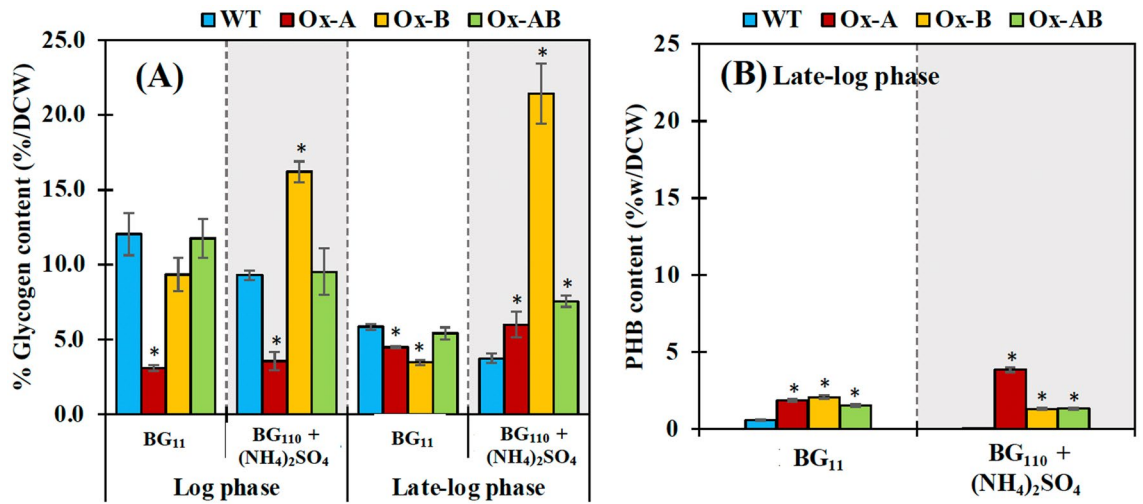 WT Ox-A Ox-B Ox-AB
(A)
% Glycogen content (%/DCW)
25.0
20.0
15.0
10.0
5.0
0.0
* * * * * * * *
BG₁₁
BG₁₁₀ +
(NH₄)₂SO₄
BG₁₁
BG₁₁₀ +
(NH₄)₂SO₄
Log phase
Late-log phase
WT Ox-A Ox-B Ox-AB
(B) Late-log phase
PHB content (%w/DCW)
25
20
15
10
5
0
* * * * * *
BG₁₁
BG₁₁₀ +
(NH₄)₂SO₄